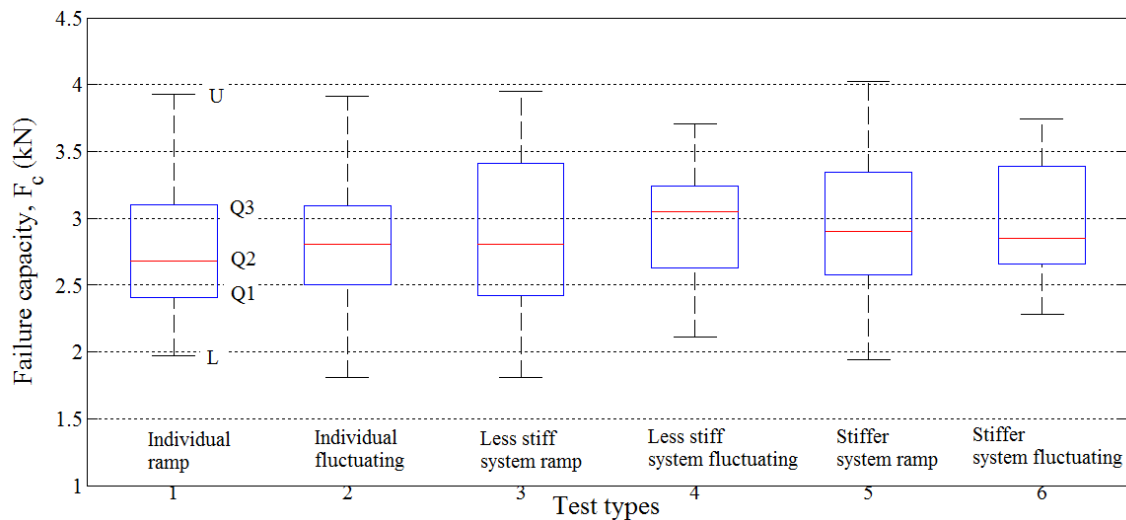 4.5
4
3.5
3
2.5
2
1.5
1
Failure capacity, F_c (kN)
U
Q3
Q2
Q1
L
Individual
ramp
Individual
fluctuating
Less stiff
system ramp
Less stiff
system fluctuating
Stiffer
system ramp
Stiffer
system fluctuating
1 2 3 4 5 6
Test types